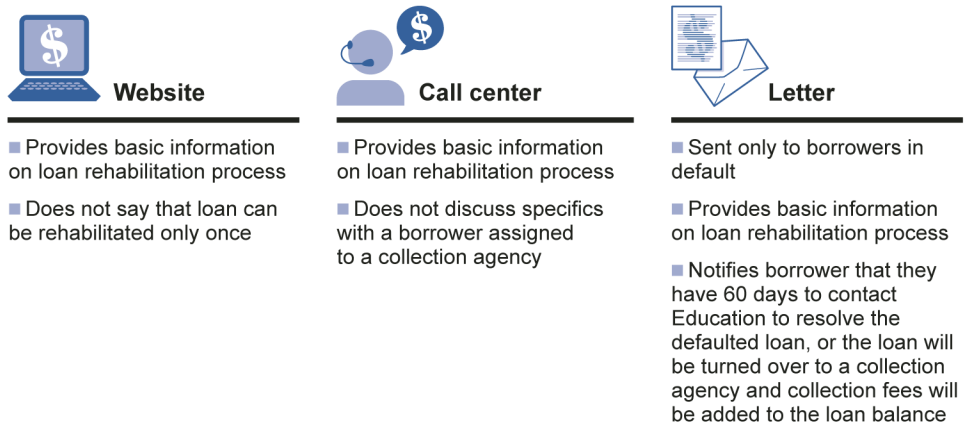 Website
■ Provides basic information
on loan rehabilitation process
■ Does not say that loan can
be rehabilitated only once
Call center
■ Provides basic information
on loan rehabilitation process
■ Does not discuss specifics
with a borrower assigned
to a collection agency
Letter
■ Sent only to borrowers in
default
■ Provides basic information
on loan rehabilitation process
■ Notifies borrower that they
have 60 days to contact
Education to resolve the
defaulted loan, or the loan will
be turned over to a collection
agency and collection fees will
be added to the loan balance